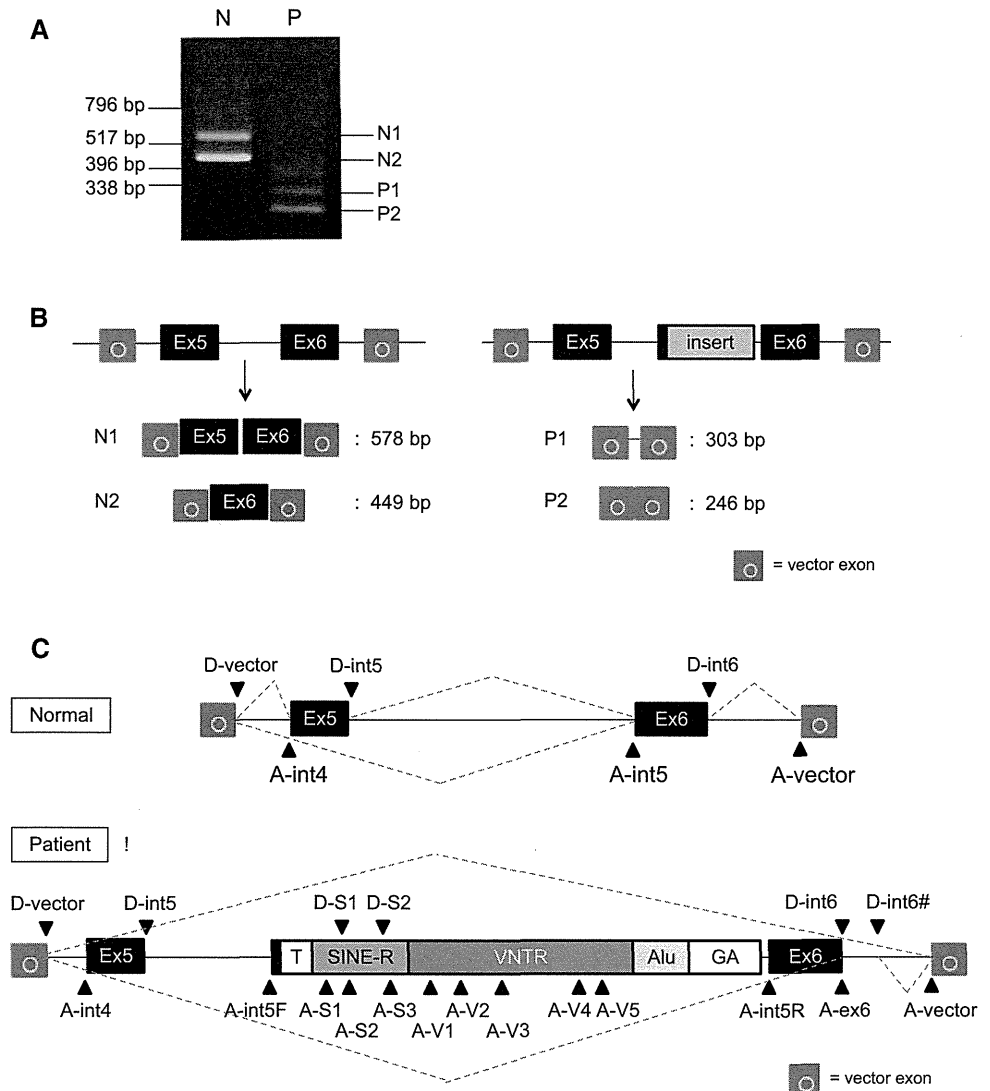 A
N P
796 bp
517 bp
396 bp
338 bp
N1
N2
P1
P2
B
Ex5 Ex6
Ex5 insert Ex6
N1 Ex5 Ex6 : 578 bp
P1 : 303 bp
N2 Ex6 : 449 bp
P2 : 246 bp
= vector exon
C
D-vector D-int5 D-int6
Normal
Ex5 Ex6
A-int4 A-int5 A-vector
Patient !
D-vector D-int5 D-S1 D-S2 D-int6 D-int6#
Ex5 T SINE-R VNTR Alu GA Ex6
A-int4 A-int5F A-S1 A-S3 A-V2 A-V4 A-V5 A-int5R A-ex6 A-vector
A-S2 A-V1 A-V3
= vector exon